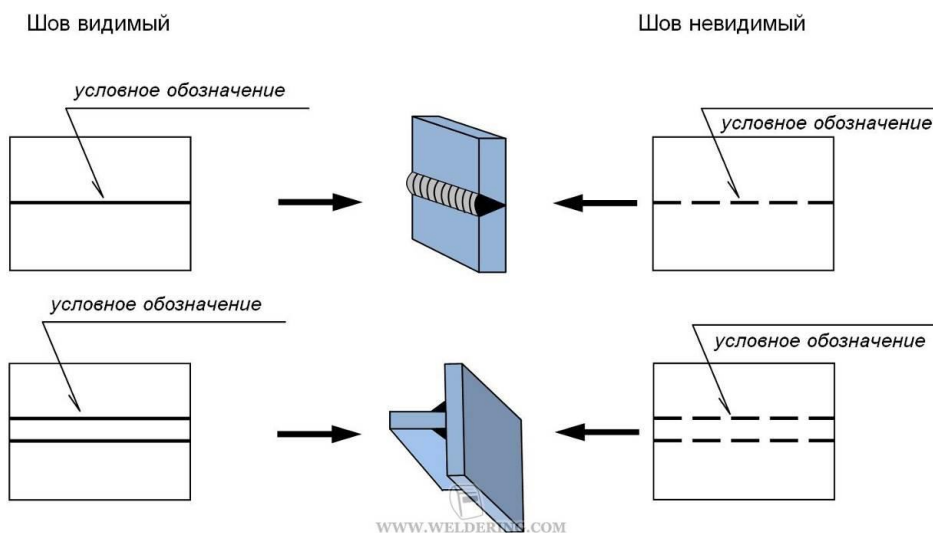 Шов видимый
Шов невидимый
условное обозначение
условное обозначение
условное обозначение
условное обозначение
WWW.WELDERING.COM